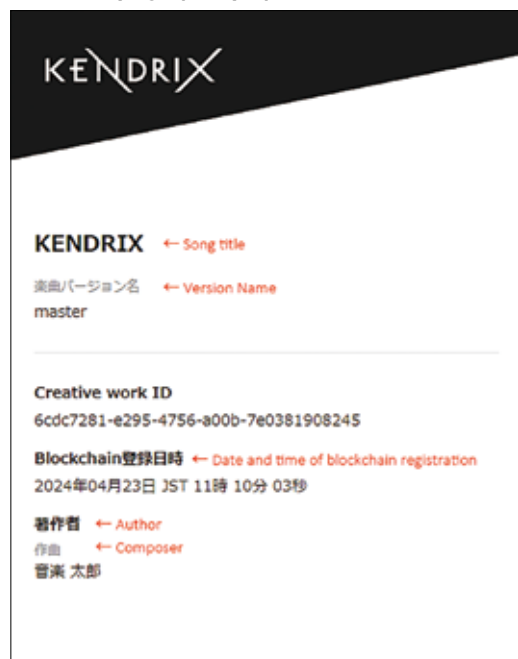 KENDRIX
KENDRIX ← Song title
楽曲バージョン名 ← Version Name
master
Creative work ID
6cdc7281-e295-4756-a00b-7e0381908245
Blockchain登録日時 ← Date and time of blockchain registration
2024年04月23日 JST 11時 10分 03秒
著作者 ← Author
作曲 ← Composer
音楽 太郎